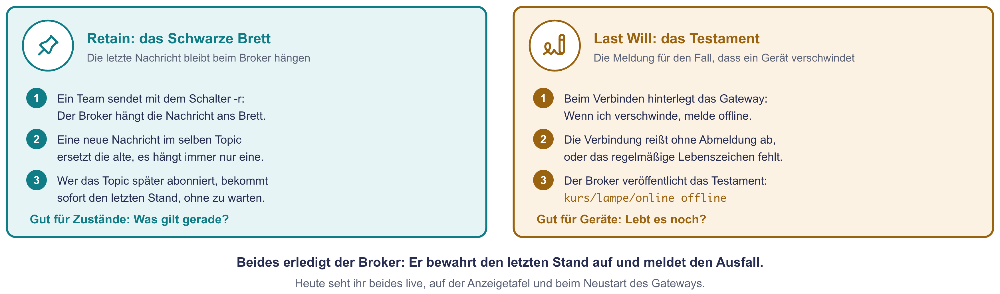 Retain: das Schwarze Brett
Die letzte Nachricht bleibt beim Broker hängen
1 Ein Team sendet mit dem Schalter -r:
Der Broker hängt die Nachricht ans Brett.
2 Eine neue Nachricht im selben Topic
ersetzt die alte, es hängt immer nur eine.
3 Wer das Topic später abonniert, bekommt
sofort den letzten Stand, ohne zu warten.
Gut für Zustände: Was gilt gerade?
Last Will: das Testament
Die Meldung für den Fall, dass ein Gerät verschwindet
1 Beim Verbinden hinterlegt das Gateway:
Wenn ich verschwinde, melde offline.
2 Die Verbindung reißt ohne Abmeldung ab,
oder das regelmäßige Lebenszeichen fehlt.
3 Der Broker veröffentlicht das Testament:
kurs/lampe/online offline
Gut für Geräte: Lebt es noch?
Beides erledigt der Broker: Er bewahrt den letzten Stand auf und meldet den Ausfall.
Heute seht ihr beides live, auf der Anzeigetafel und beim Neustart des Gateways.